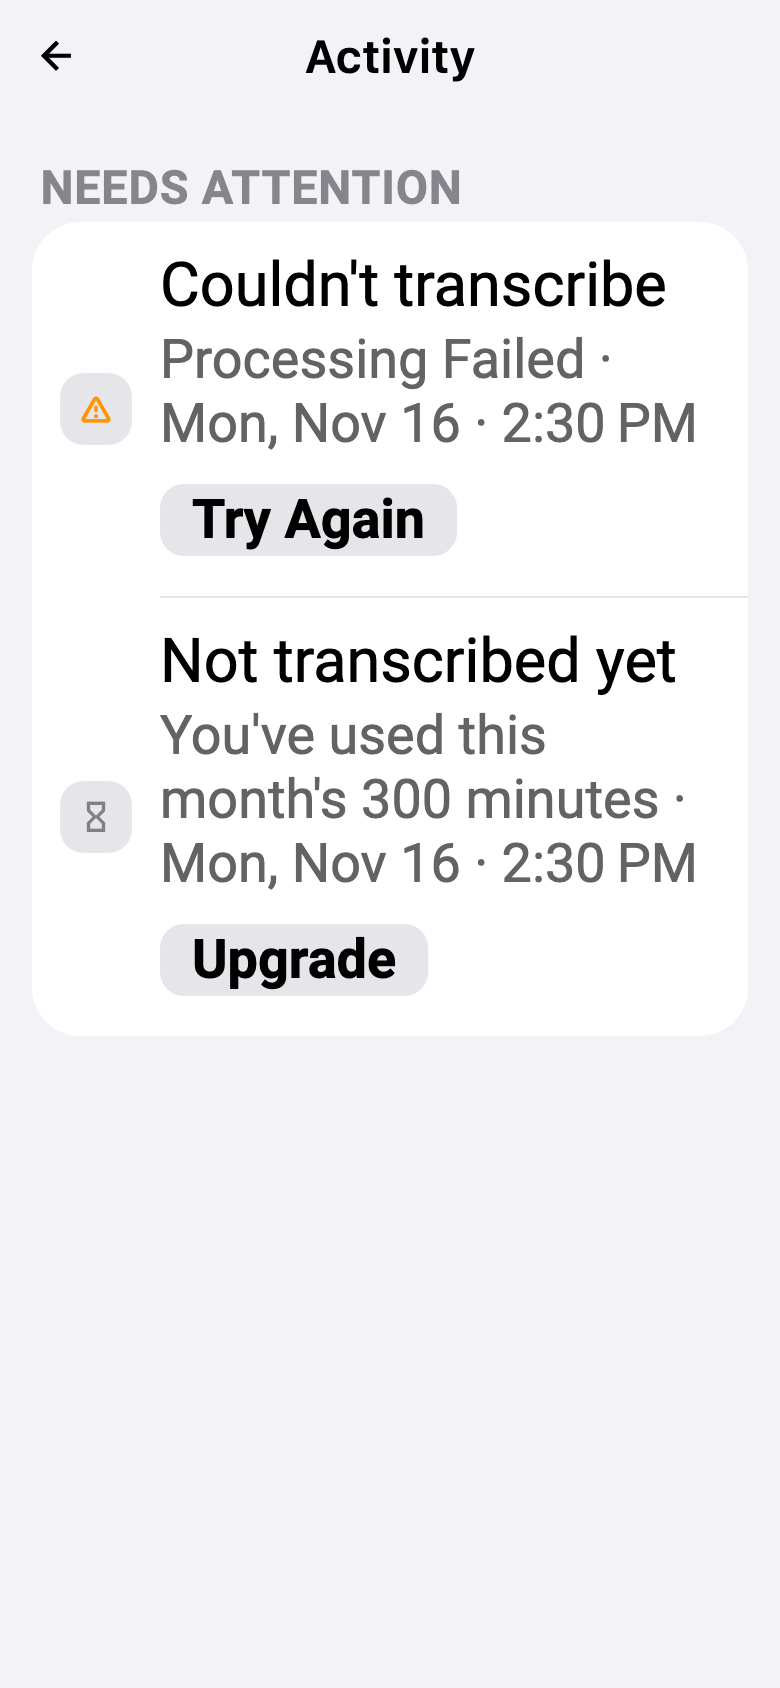 Activity
NEEDS ATTENTION
Couldn't transcribe
Processing Failed ·
Mon, Nov 16 · 2:30 PM
Try Again
Not transcribed yet
You've used this
month's 300 minutes ·
Mon, Nov 16 · 2:30 PM
Upgrade